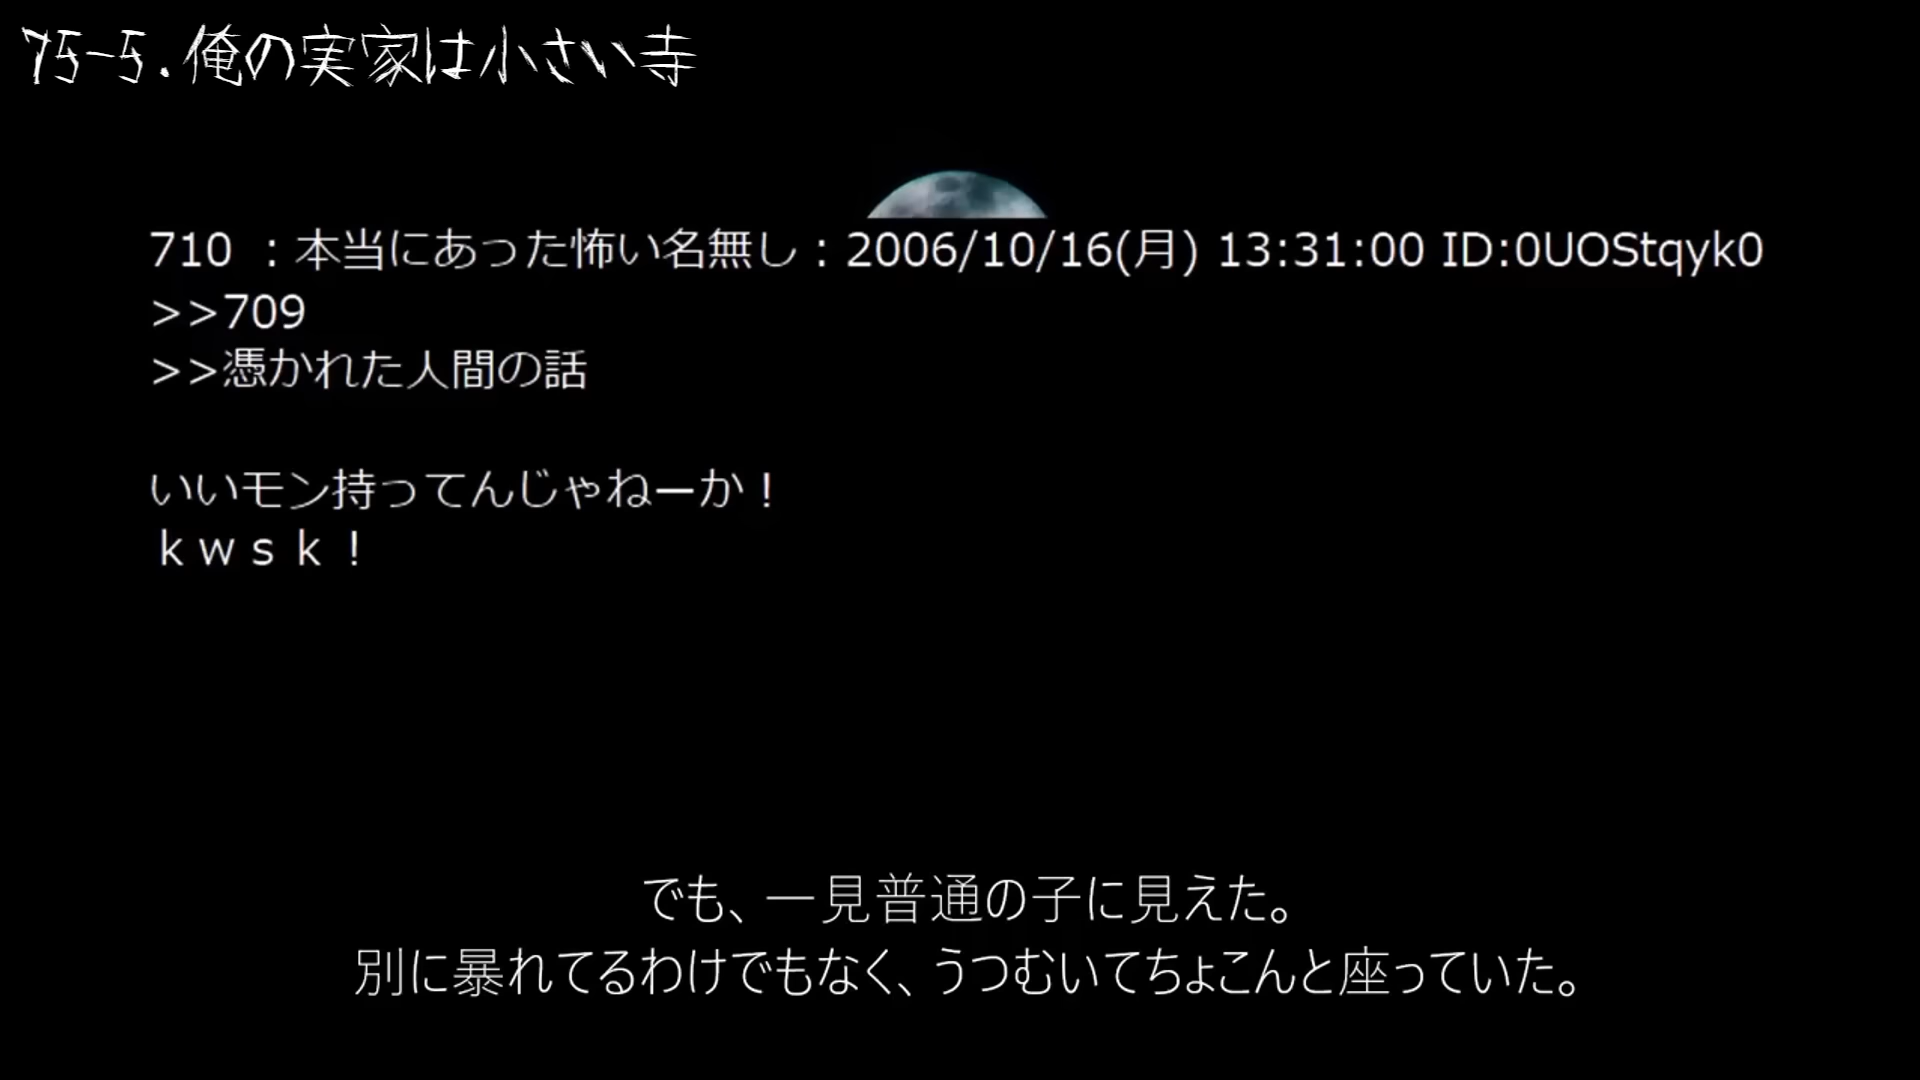 75-5.俺の実家は小さい寺
710 ：本当にあった怖い名無し：2006/10/16(月) 13:31:00 ID:0UOStqyk0
>>709
>>憑かれた人間の話
いいモン持ってんじゃねーか！
ｋｗｓｋ！
でも、一見普通の子に見えた。
別に暴れてるわけでもなく、うつむいてちょこんと座っていた。